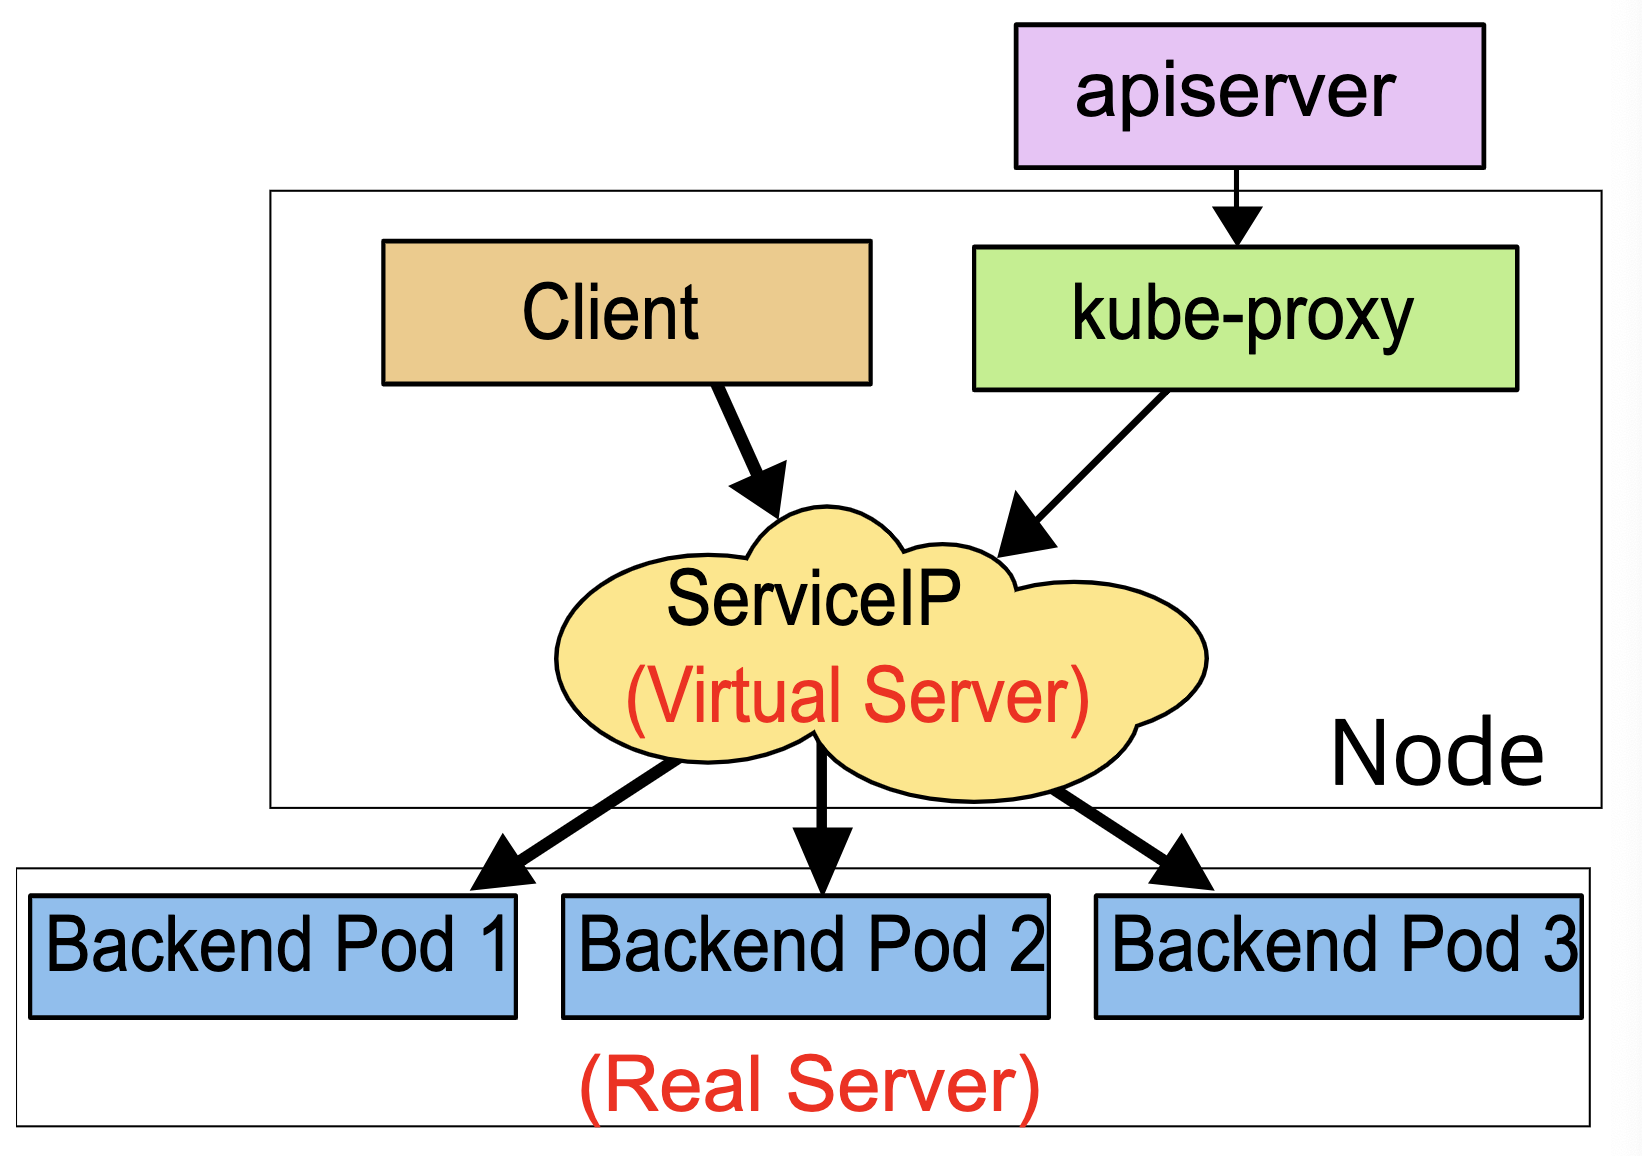 apiserver
Client
kube-proxy
ServiceIP
(Virtual Server)
Node
Backend Pod 1
Backend Pod 2
Backend Pod 3
(Real Server)